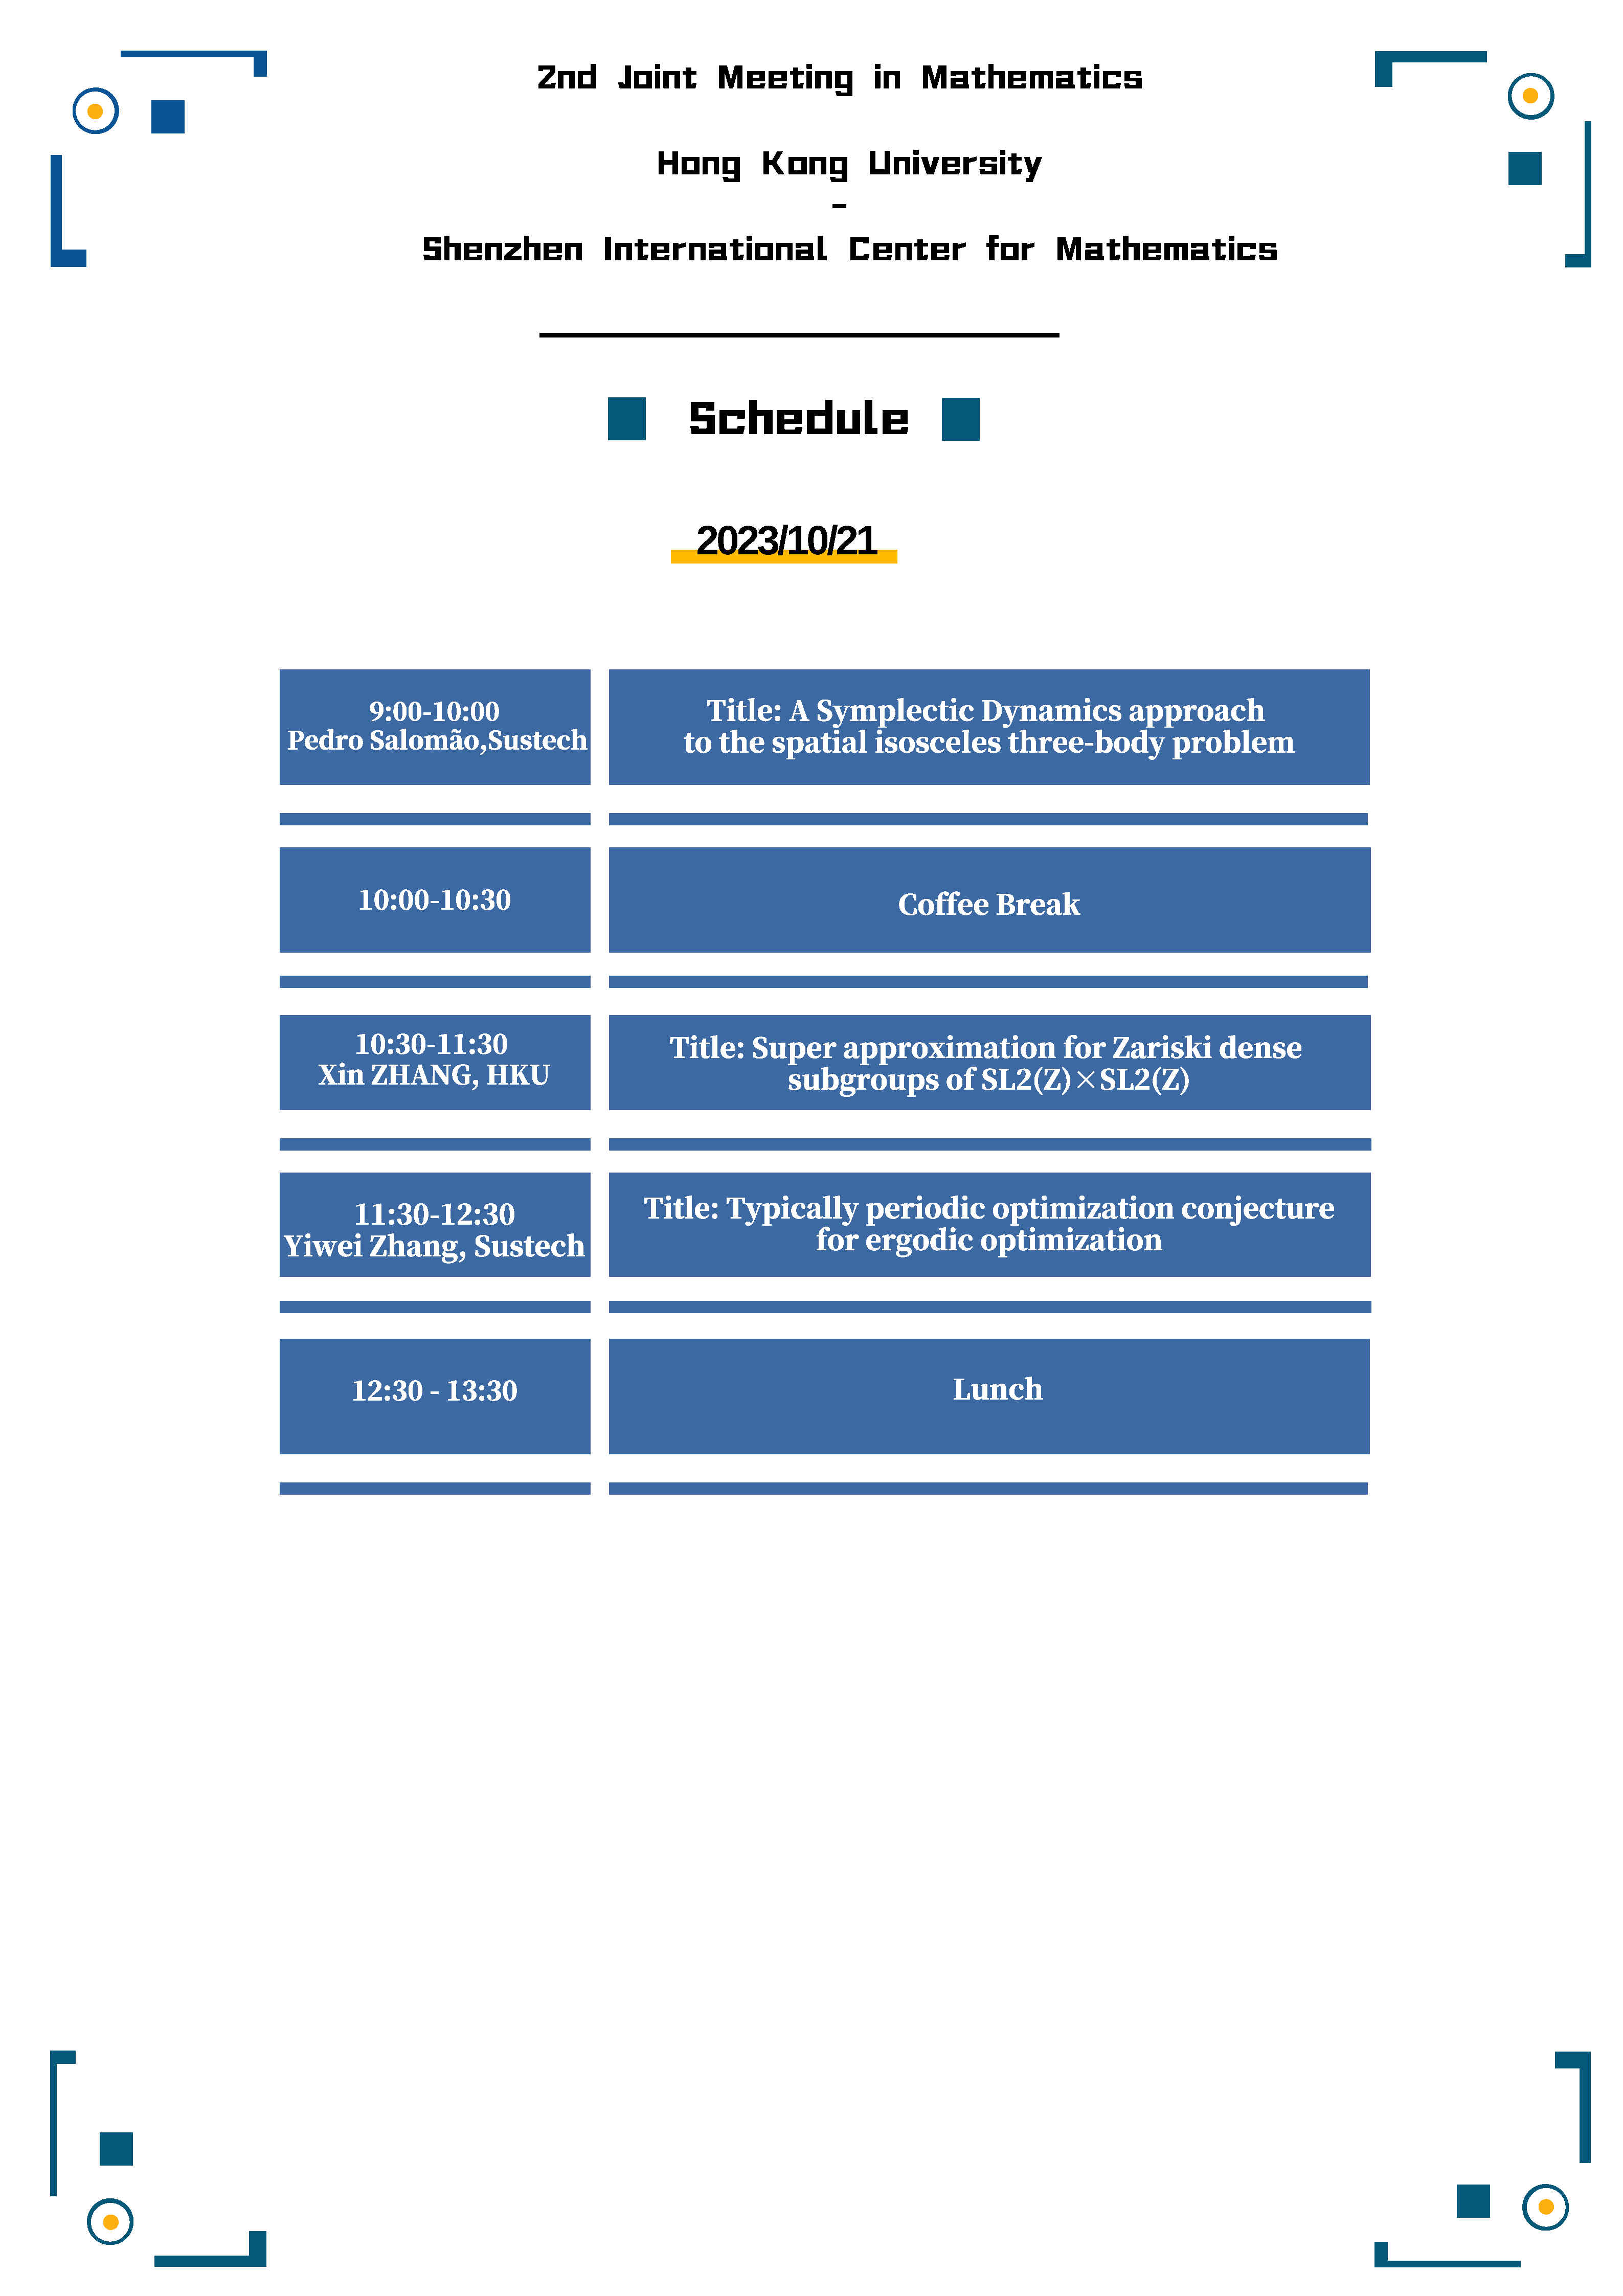 2nd Joint Meeting in Mathematics
Hong Kong University
-
Shenzhen International Center for Mathematics
Schedule
2023/10/21
9:00-10:00
Pedro Salomão,Sustech
Title: A Symplectic Dynamics approach
to the spatial isosceles three-body problem
10:00-10:30
Coffee Break
10:30-11:30
Xin ZHANG, HKU
Title: Super approximation for Zariski dense
subgroups of SL2(Z)×SL2(Z)
11:30-12:30
Yiwei Zhang, Sustech
Title: Typically periodic optimization conjecture
for ergodic optimization
12:30 - 13:30
Lunch